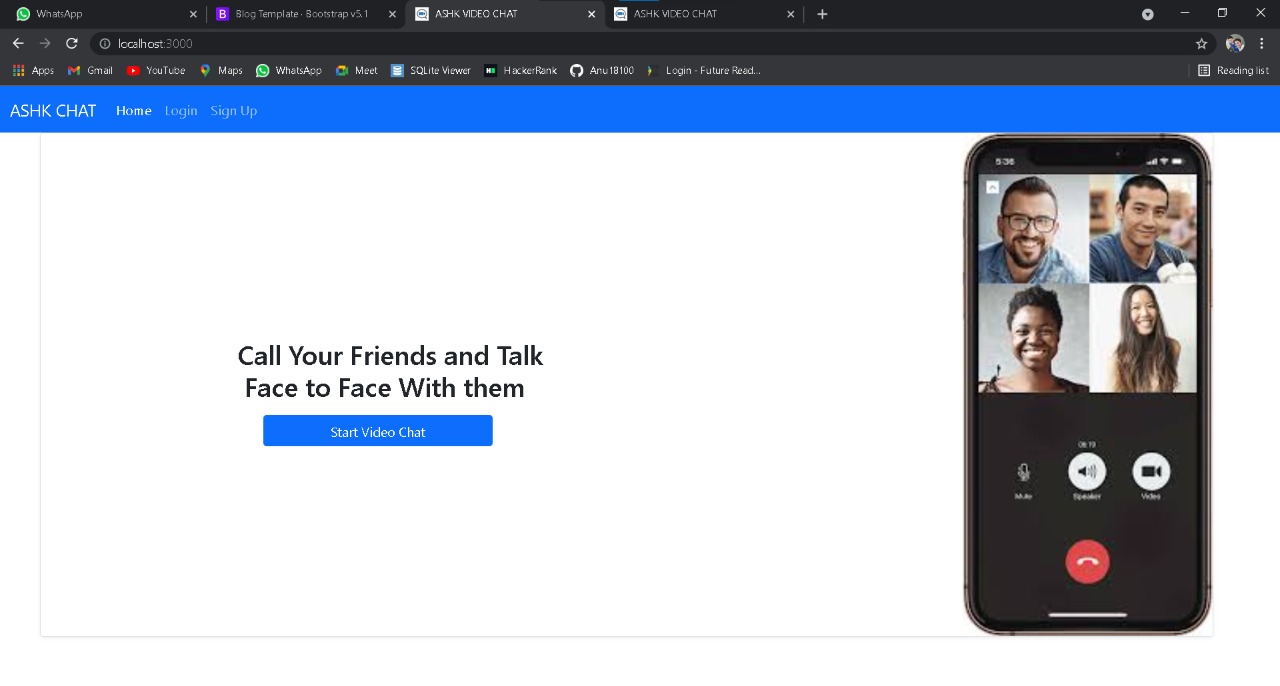 WhatsApp
Blog Template · Bootstrap v5.1
ASHK VIDEO CHAT
ASHK VIDEO CHAT
localhost:3000
Apps
Gmail
YouTube
Maps
WhatsApp
Meet
SQLite Viewer
HackerRank
Anu18100
Login - Future Read...
Reading list
ASHK CHAT
Home
Login
Sign Up
5:36
Call Your Friends and Talk
Face to Face With them
Start Video Chat
06:19
Mute
Speaker
Video